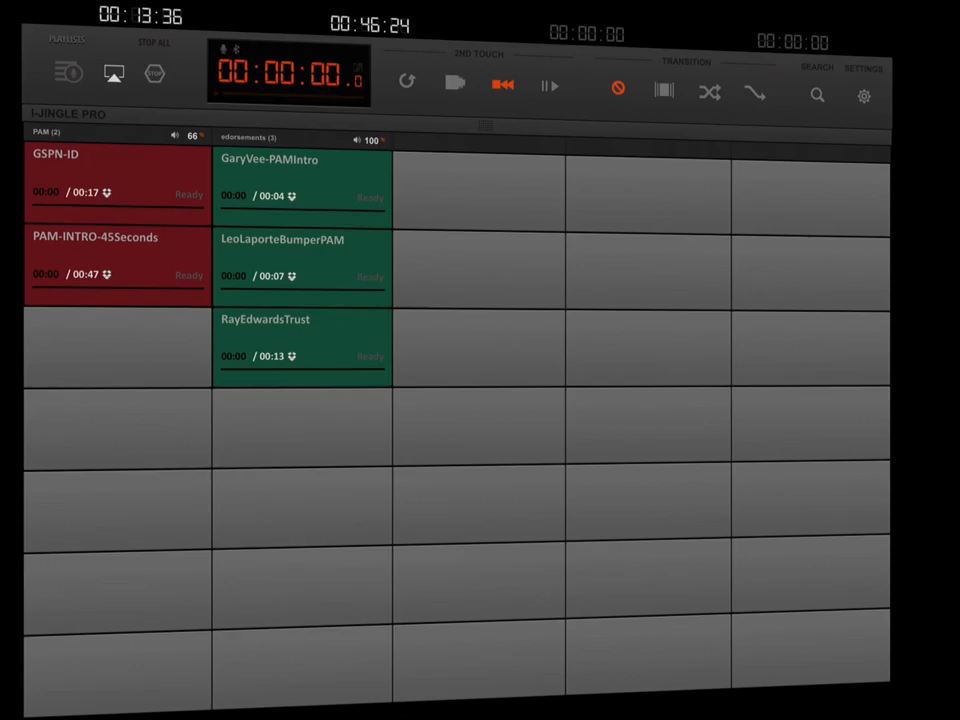 00:13:36
00:46:24
00:00:00
00:00:00
PLAYLISTS
STOP ALL
STOP
00:00:00.0
2ND TOUCH
TRANSITION
SEARCH
SETTINGS
I-JINGLE PRO
PAM (2)
66 %
edorsements (3)
100 %
GSPN-ID
00:00 / 00:17
Ready
GaryVee-PAMIntro
00:00 / 00:04
Ready
PAM-INTRO-45Seconds
00:00 / 00:47
Ready
LeoLaporteBumperPAM
00:00 / 00:07
Ready
RayEdwardsTrust
00:00 / 00:13
Ready